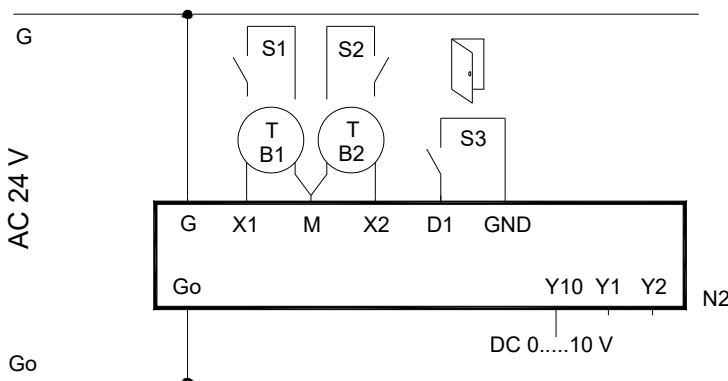 G
S1 S2
T T
B1 B2
S3
AC 24 V
G X1 M X2 D1 GND
Go Y10 Y1 Y2
N2
DC 0.....10 V
Go